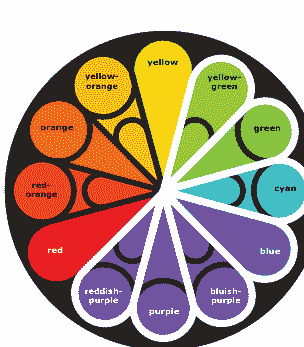 yellow
yellow-
green
green
cyan
blue
bluish-
purple
purple
reddish-
purple
red
red-
orange
orange
yellow-
orange